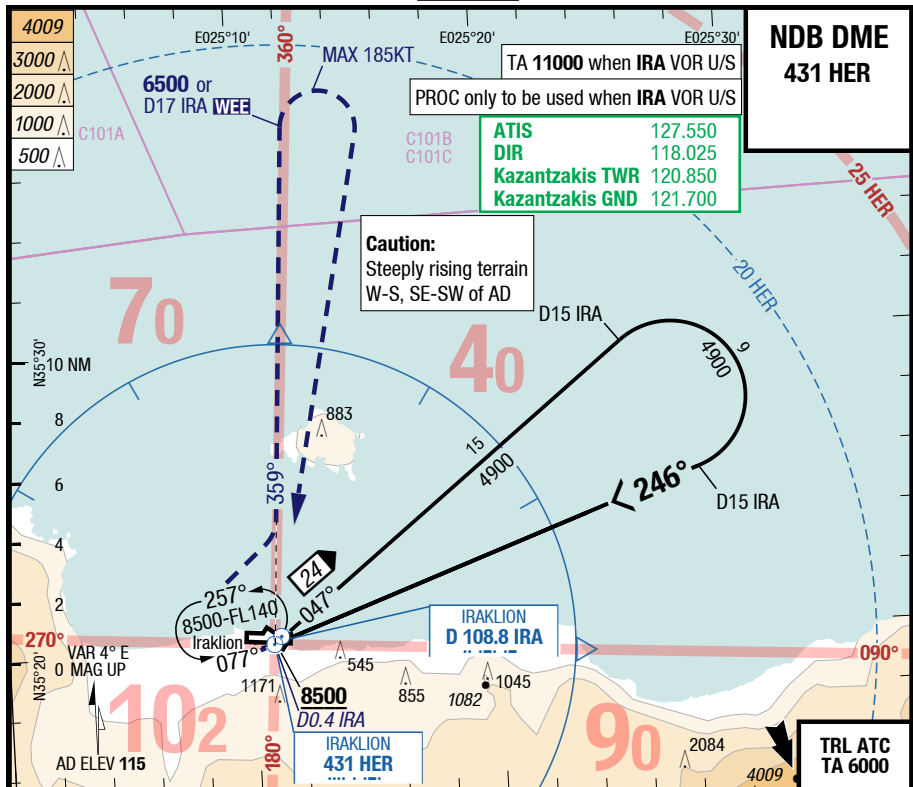 4009
3000
2000
1000
500
E025°10'
E025°20'
E025°30'
360°
MAX 185KT
6500 or
D17 IRA WEE
TA 11000 when IRA VOR U/S
PROC only to be used when IRA VOR U/S
NDB DME
431 HER
C101A
C101B
C101C
ATIS 127.550
DIR 118.025
Kazantzakis TWR 120.850
Kazantzakis GND 121.700
25 HER
20 HER
Caution:
Steeply rising terrain
W-S, SE-SW of AD
70
40
D15 IRA
9
4900
N35°30'
10 NM
8
6
4
2
0
883
15
4900
359°
< 246°
D15 IRA
24
047°
257°
8500-FL140
Iraklion
077°
IRAKLION
D 108.8 IRA
270°
090°
VAR 4° E
MAG UP
N35°20'
545
855
1045
1082
1171
8500
D0.4 IRA
102
90
180°
IRAKLION
431 HER
AD ELEV 115
2084
4009
TRL ATC
TA 6000